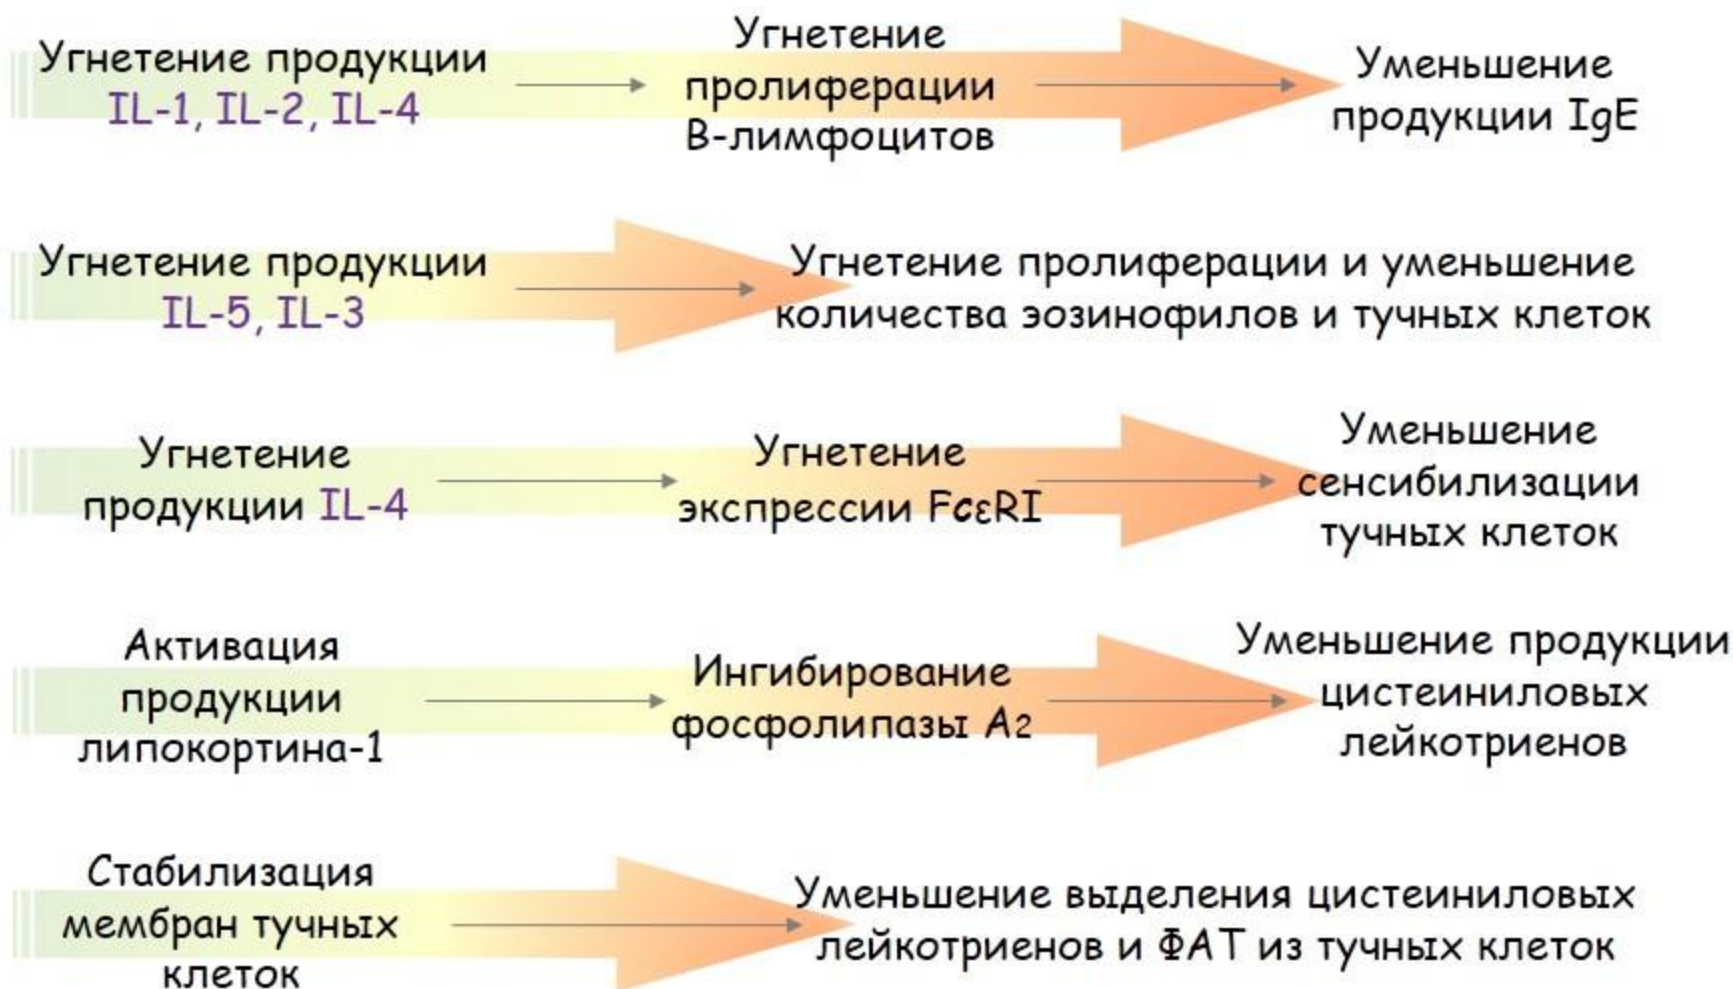 Угнетение продукции
IL-1, IL-2, IL-4
Угнетение
пролиферации
В-лимфоцитов
Уменьшение
продукции IgE
Угнетение продукции
IL-5, IL-3
Угнетение пролиферации и уменьшение
количества эозинофилов и тучных клеток
Угнетение
продукции IL-4
Угнетение
экспрессии FcεRI
Уменьшение
сенсибилизации
тучных клеток
Активация
продукции
липокортина-1
Ингибирование
фосфолипазы А2
Уменьшение продукции
цистеиниловых
лейкотриенов
Стабилизация
мембран тучных
клеток
Уменьшение выделения цистеиниловых
лейкотриенов и ФАТ из тучных клеток